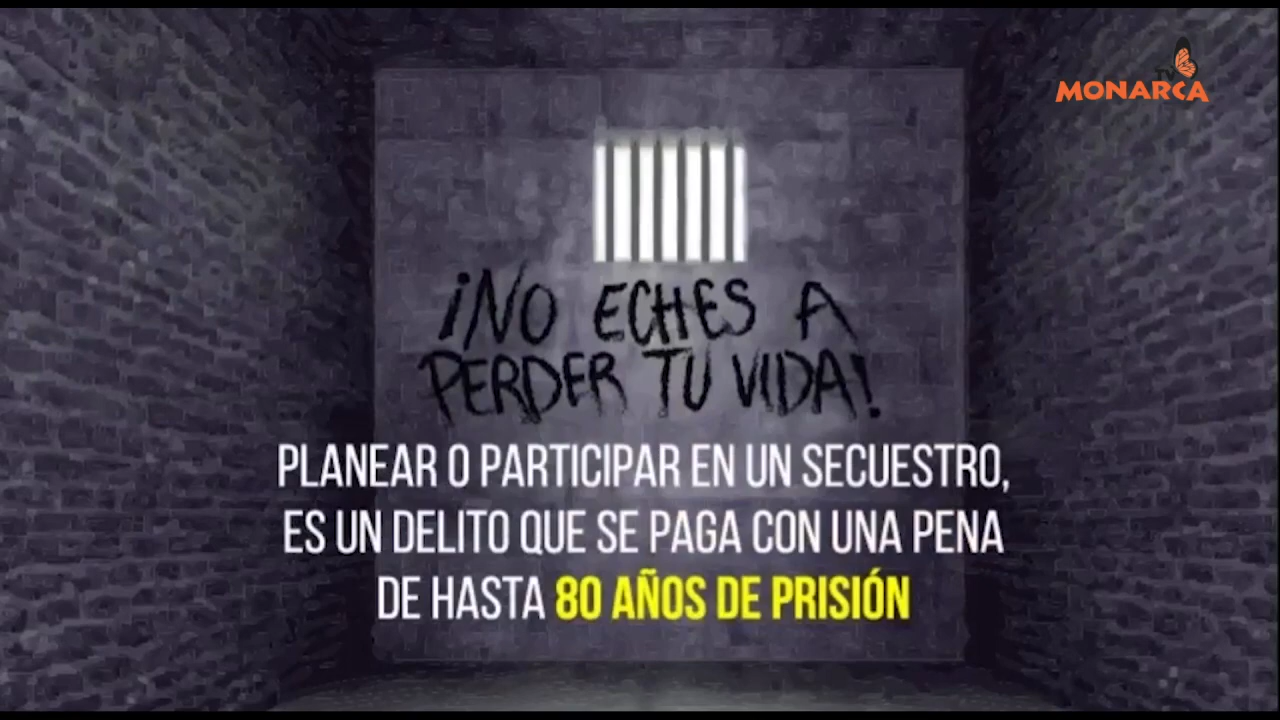 TV
MONARCA
¡NO ECHES A
PERDER TU VIDA!
PLANEAR O PARTICIPAR EN UN SECUESTRO,
ES UN DELITO QUE SE PAGA CON UNA PENA
DE HASTA 80 AÑOS DE PRISIÓN